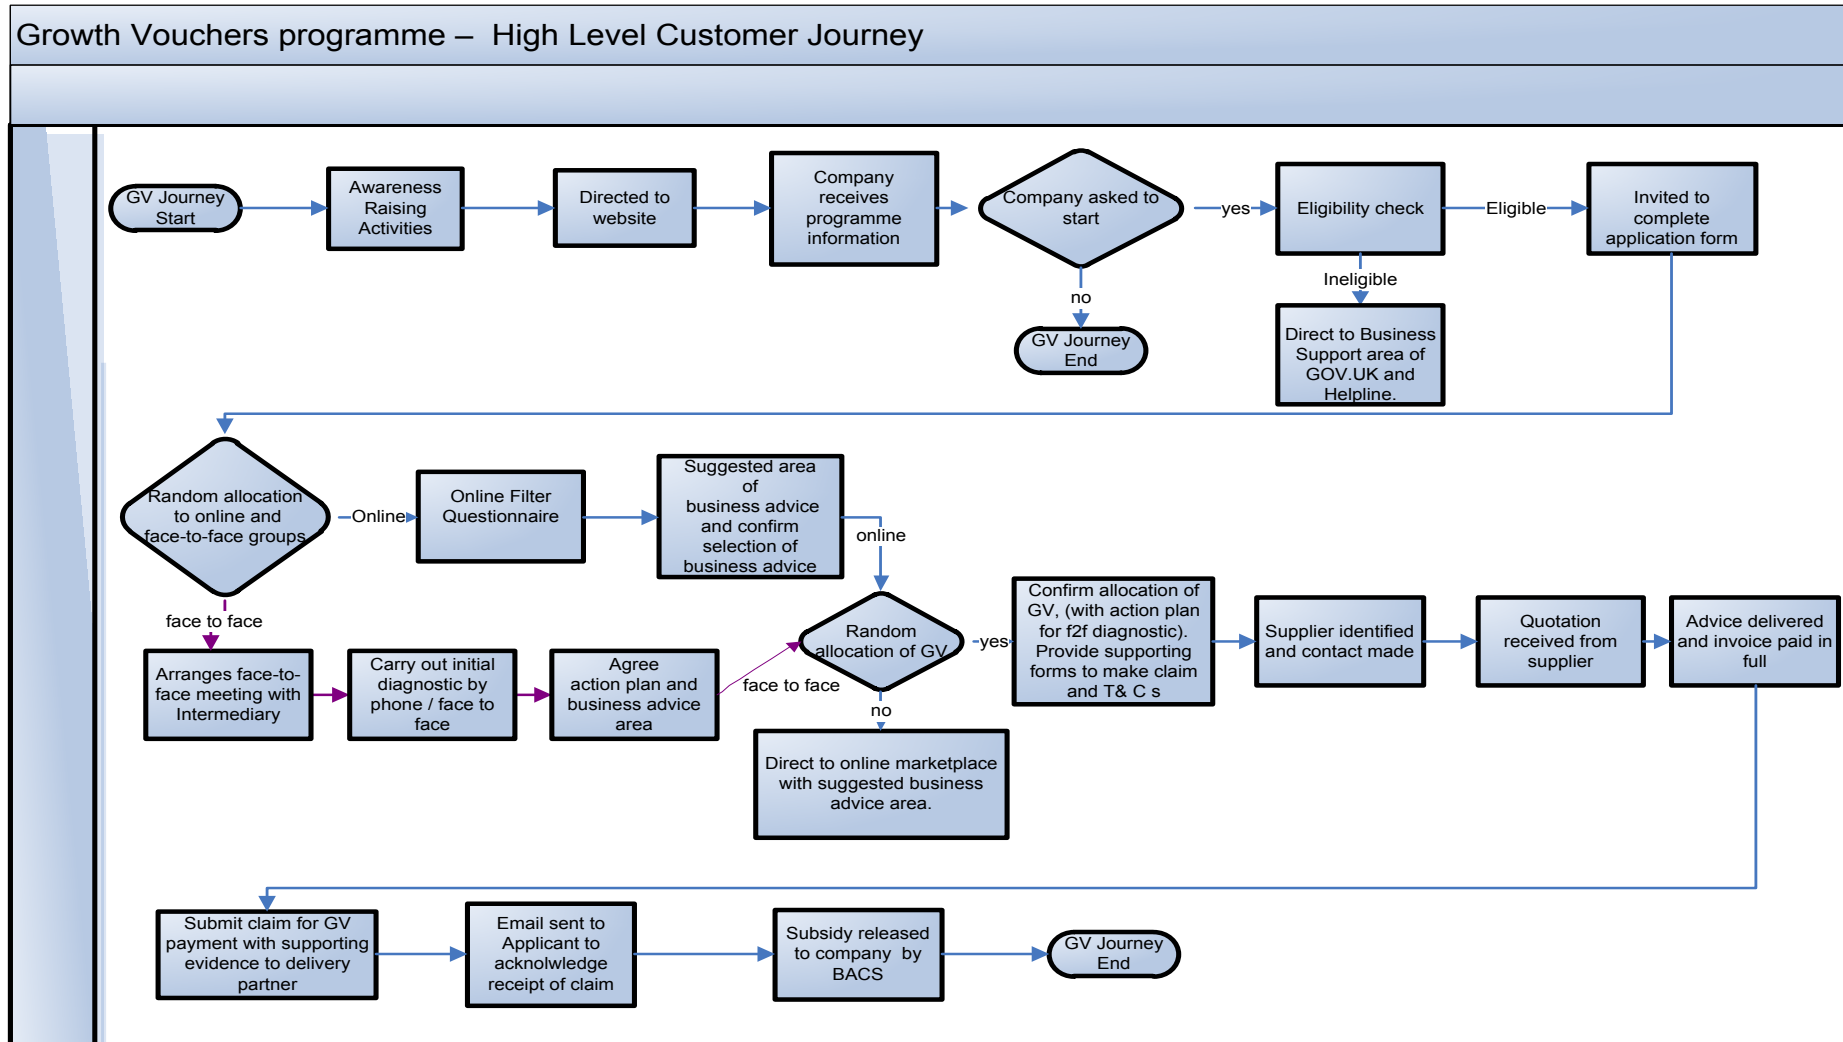 Growth Vouchers programme – High Level Customer Journey
GV Journey
Start
Awareness
Raising
Activities
Directed to
website
Company
receives
programme
information
Company asked to
start
yes
Eligibility check
Eligible
Invited to
complete
application form
no
GV Journey
End
Ineligible
Direct to Business
Support area of
GOV.UK and
Helpline.
Random allocation
to online and
face-to-face groups
Online
Online Filter
Questionnaire
Suggested area
of
business advice
and confirm
selection of
business advice
online
face to face
Arranges face-to-
face meeting with
Intermediary
Carry out initial
diagnostic by
phone / face to
face
Agree
action plan and
business advice
area
face to face
Random
allocation of GV
yes
no
Direct to online marketplace
with suggested business
advice area.
Confirm allocation of
GV, (with action plan
for f2f diagnostic).
Provide supporting
forms to make claim
and T& C s
Supplier identified
and contact made
Quotation
received from
supplier
Advice delivered
and invoice paid in
full
Submit claim for GV
payment with supporting
evidence to delivery
partner
Email sent to
Applicant to
acknolwledge
receipt of claim
Subsidy released
to company by
BACS
GV Journey
End